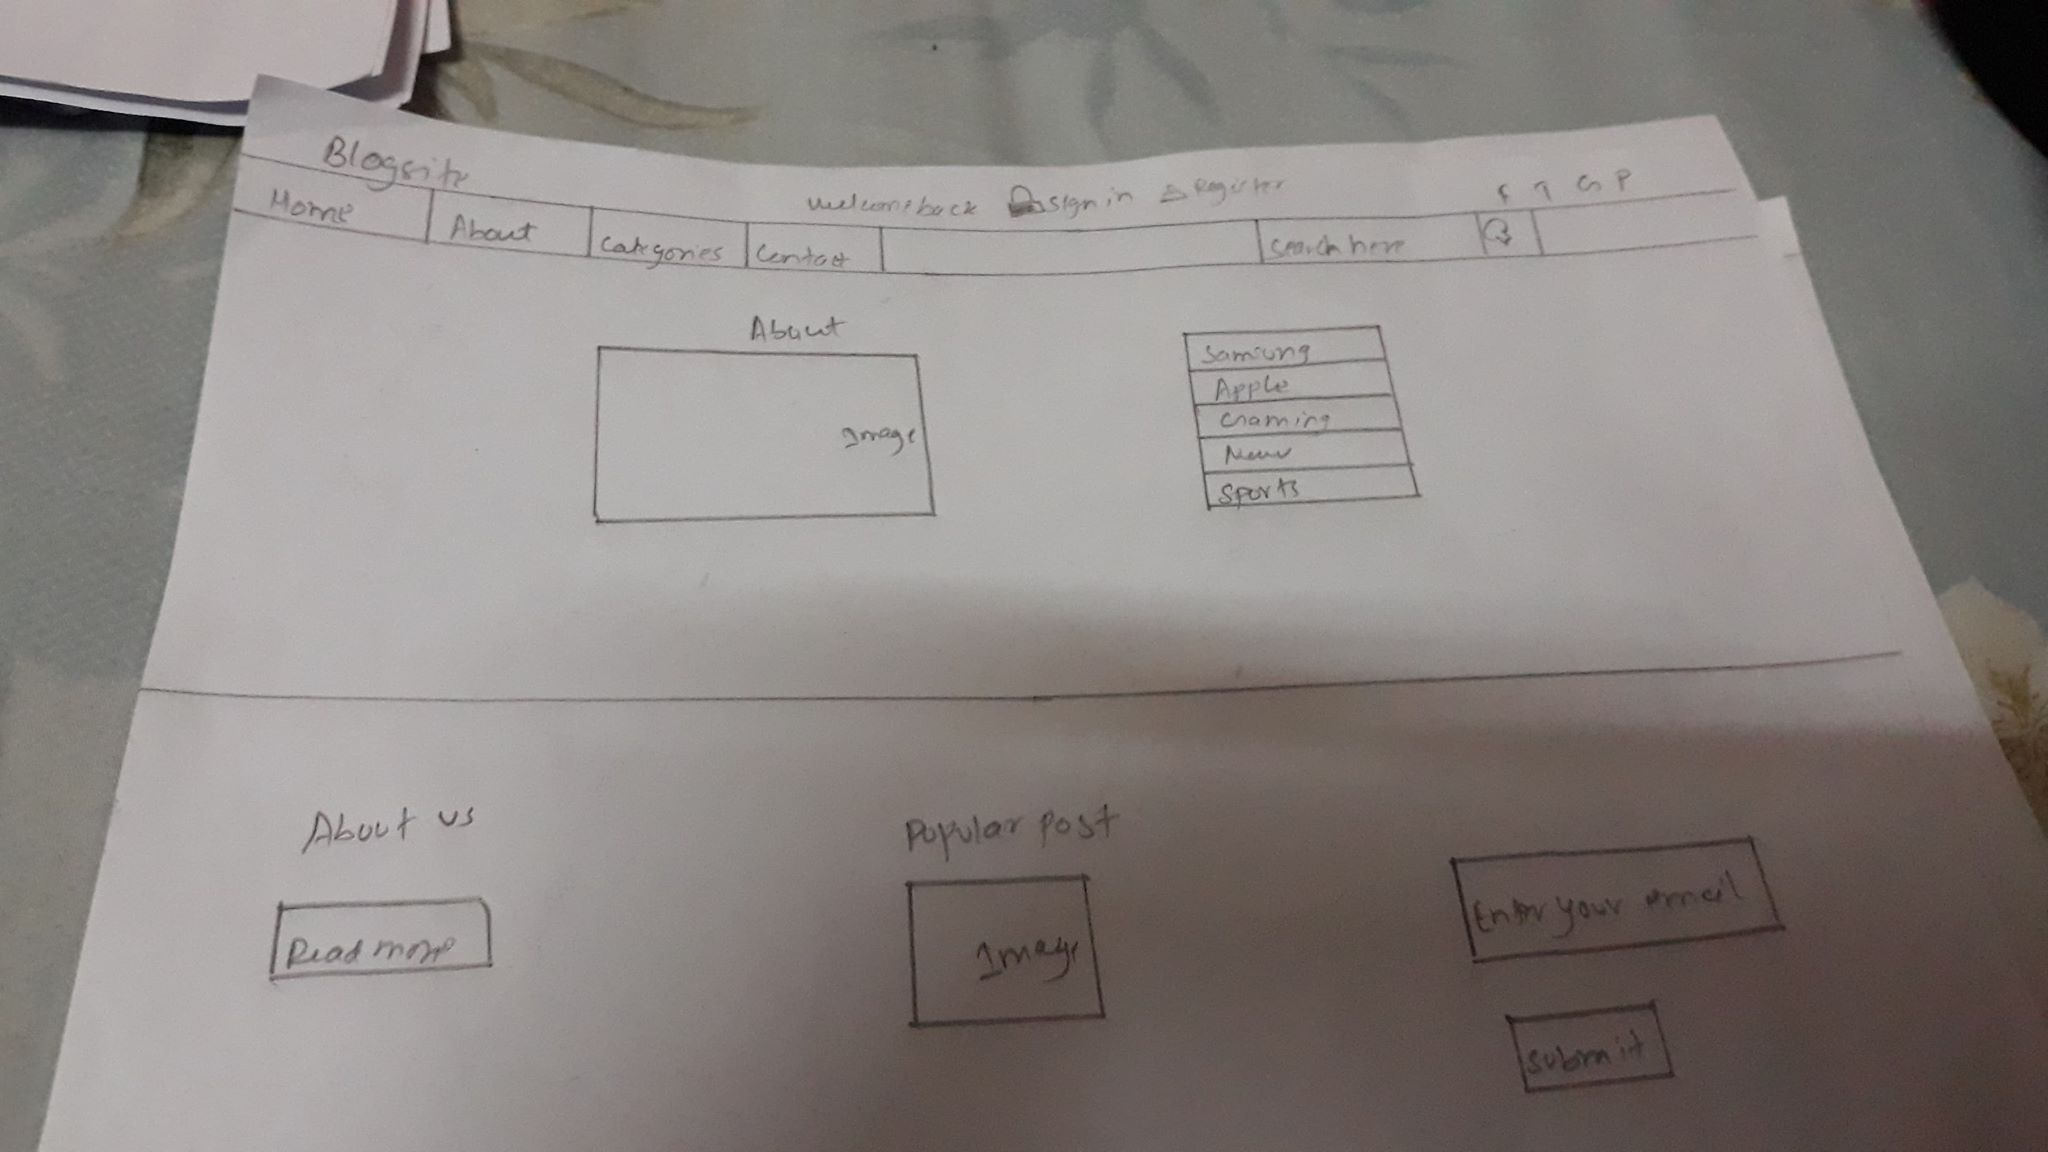 Blogsite
welcome back sign in Register f T G P
Home About Categories Contact Search here
About
Image
Samsung
Apple
Gaming
New
Sports
About us Popular post
Read more
Image
Enter your email
Submit